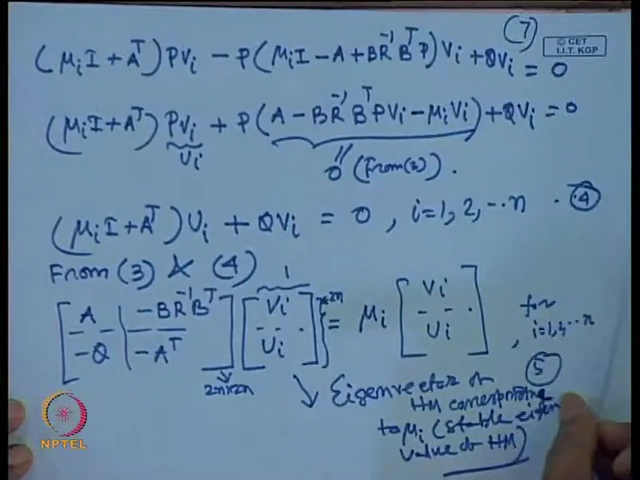 (7)
© CET
I.I.T. KGP
(μᵢI + Aᵀ)PVᵢ − P(μᵢI − A + BR⁻¹BᵀP)Vᵢ + QVᵢ = 0
(μᵢI + Aᵀ)PVᵢ + P(A − BR⁻¹BᵀPVᵢ − μᵢVᵢ) + QVᵢ = 0
Uᵢ
0 (From(3)).
(μᵢI + Aᵀ)Uᵢ + QVᵢ = 0 , i=1, 2, -.. n . (4)
From (3) & (4)
1
[A | −BR⁻¹Bᵀ ; −Q | −Aᵀ] [Vᵢ ; Uᵢ] = μᵢ [Vᵢ ; Uᵢ] , for i=1,2,..n
2n
2n×2n
(5)
Eigenvector of
HM corresponding
to μᵢ (stable eigen
value of HM)
NPTEL